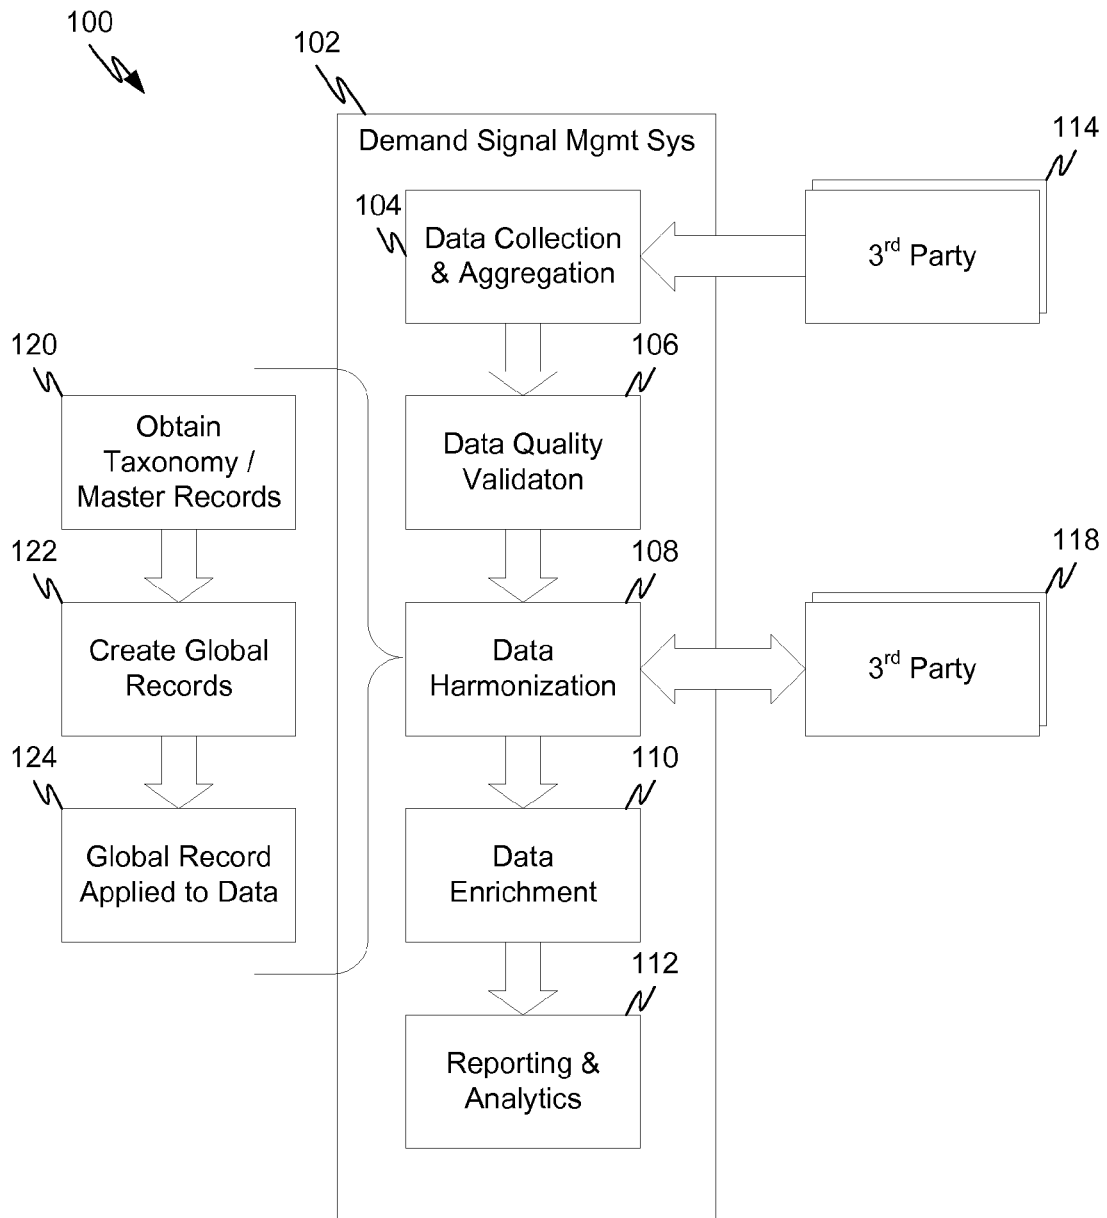 100
102
Demand Signal Mgmt Sys
114
104
Data Collection
& Aggregation
3rd Party
120
106
Obtain
Taxonomy /
Master Records
Data Quality
Validaton
122
108
118
Create Global
Records
Data
Harmonization
3rd Party
124
110
Global Record
Applied to Data
Data
Enrichment
112
Reporting &
Analytics